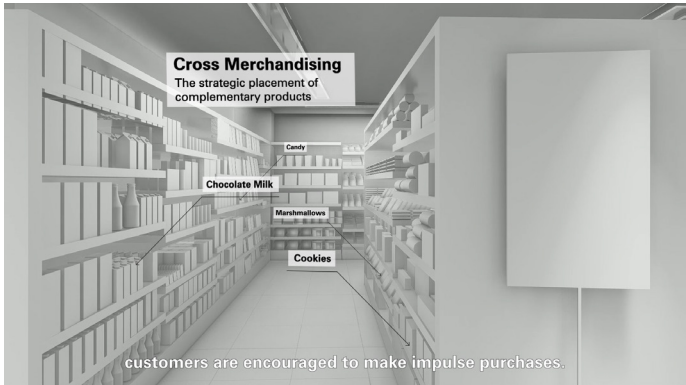 Cross Merchandising
The strategic placement of
complementary products
Candy
Chocolate Milk
Marshmallows
Cookies
customers are encouraged to make impulse purchases.